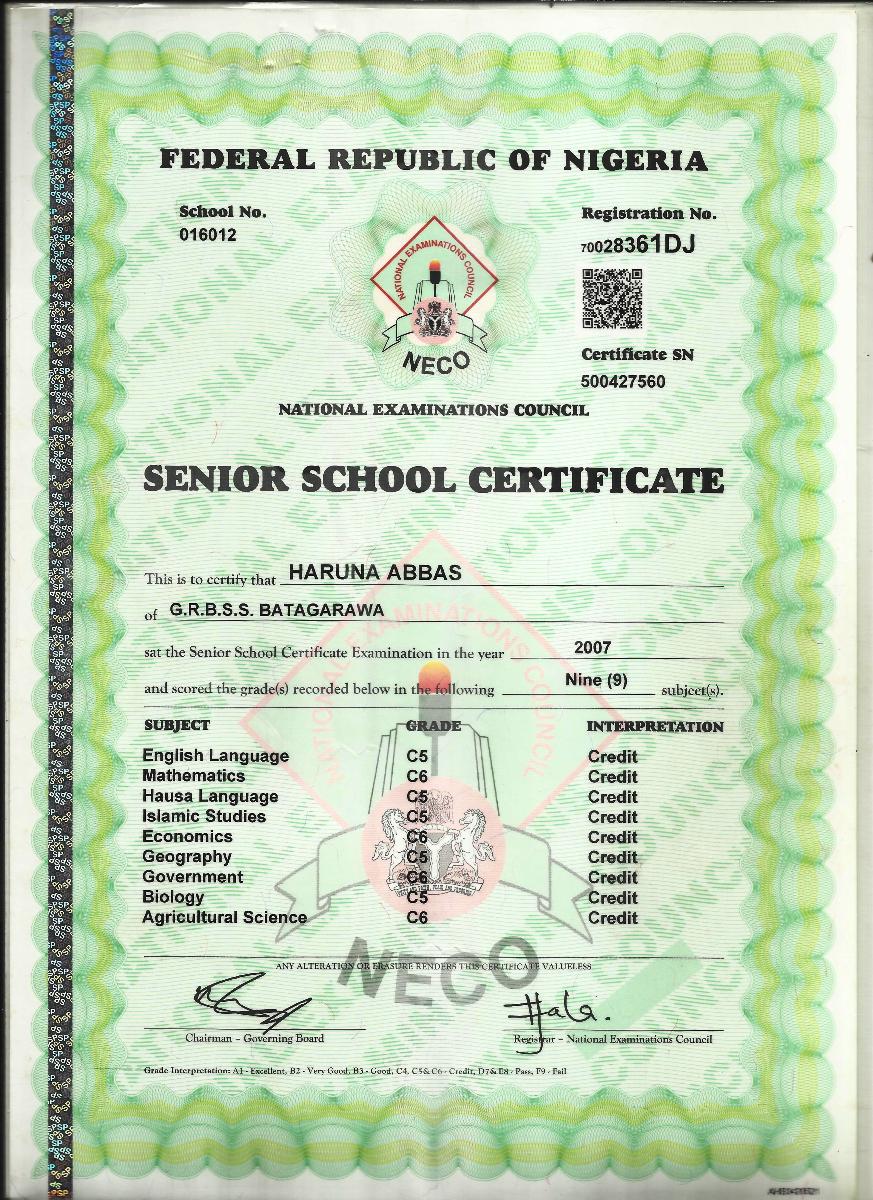 FEDERAL REPUBLIC OF NIGERIA
School No.
016012
Registration No.
70028361DJ
NATIONAL EXAMINATIONS COUNCIL
NECO
Certificate SN
500427560
NATIONAL EXAMINATIONS COUNCIL
SENIOR SCHOOL CERTIFICATE
This is to certify that HARUNA ABBAS
of G.R.B.S.S. BATAGARAWA
sat the Senior School Certificate Examination in the year 2007
and scored the grade(s) recorded below in the following Nine (9) subject(s).
SUBJECT GRADE INTERPRETATION
English Language C5 Credit
Mathematics C6 Credit
Hausa Language C5 Credit
Islamic Studies C5 Credit
Economics C6 Credit
Geography C5 Credit
Government C6 Credit
Biology C5 Credit
Agricultural Science C6 Credit
NATIONAL EXAMINATIONS COUNCIL
NECO
ANY ALTERATION OR ERASURE RENDERS THIS CERTIFICATE VALUELESS
Chairman – Governing Board
Registrar – National Examinations Council
Grade Interpretation: A1 - Excellent, B2 - Very Good, B3 - Good, C4, C5 & C6 - Credit, D7 & E8 - Pass, F9 - Fail